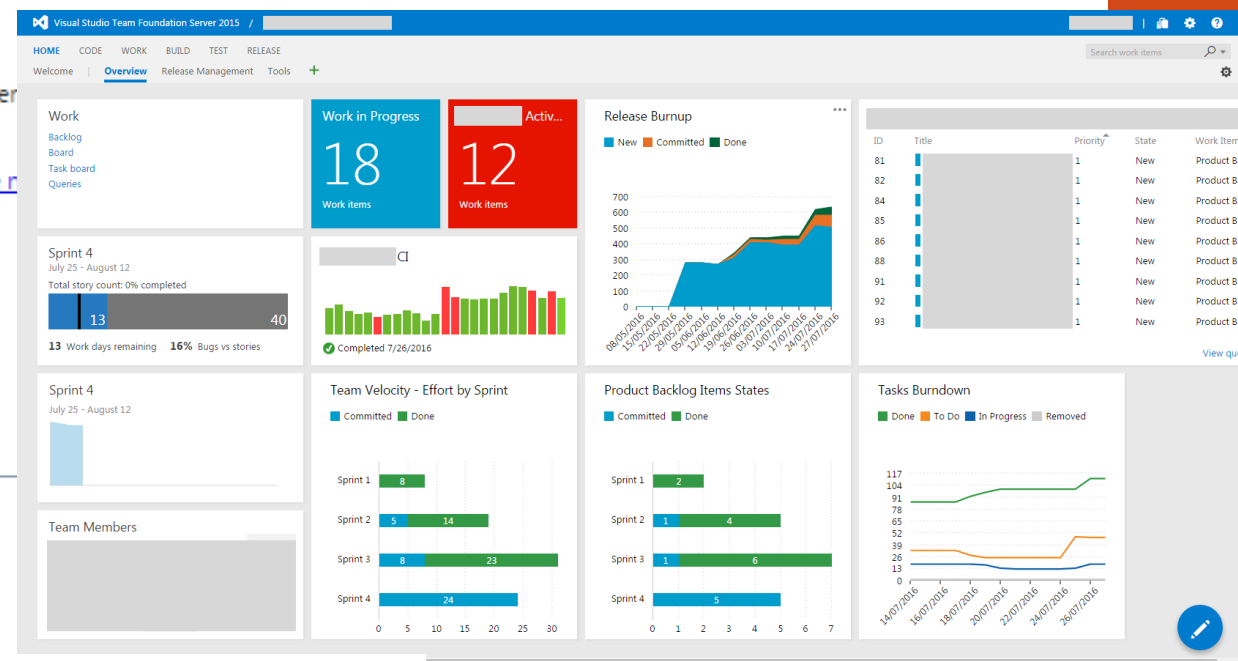 Visual Studio Team Foundation Server 2015 /
HOME CODE WORK BUILD TEST RELEASE
Search work items
Welcome | Overview Release Management Tools +
Work
Backlog
Board
Task board
Queries
Work in Progress
18
Work items
Activ...
12
Work items
Release Burnup
New Committed Done
700
600
500
400
300
200
100
0
08/05/2016 15/05/2016 22/05/2016 29/05/2016 05/06/2016 12/06/2016 19/06/2016 26/06/2016 03/07/2016 10/07/2016 17/07/2016 24/07/2016 27/07/2016
ID Title Priority State Work Item
81 1 New Product B
82 1 New Product B
84 1 New Product B
85 1 New Product B
86 1 New Product B
88 1 New Product B
91 1 New Product B
92 1 New Product B
93 1 New Product B
View qu
Sprint 4
July 25 - August 12
Total story count: 0% completed
13 40
13 Work days remaining 16% Bugs vs stories
CI
Completed 7/26/2016
Sprint 4
July 25 - August 12
Team Members
Team Velocity - Effort by Sprint
Committed Done
Sprint 1 8
Sprint 2 5 14
Sprint 3 8 23
Sprint 4 24
0 5 10 15 20 25 30
Product Backlog Items States
Committed Done
Sprint 1 2
Sprint 2 1 4
Sprint 3 1 6
Sprint 4 5
0 1 2 3 4 5 6 7
Tasks Burndown
Done To Do In Progress Removed
117
104
91
78
65
52
39
26
13
0
14/07/2016 16/07/2016 18/07/2016 20/07/2016 22/07/2016 24/07/2016 26/07/2016